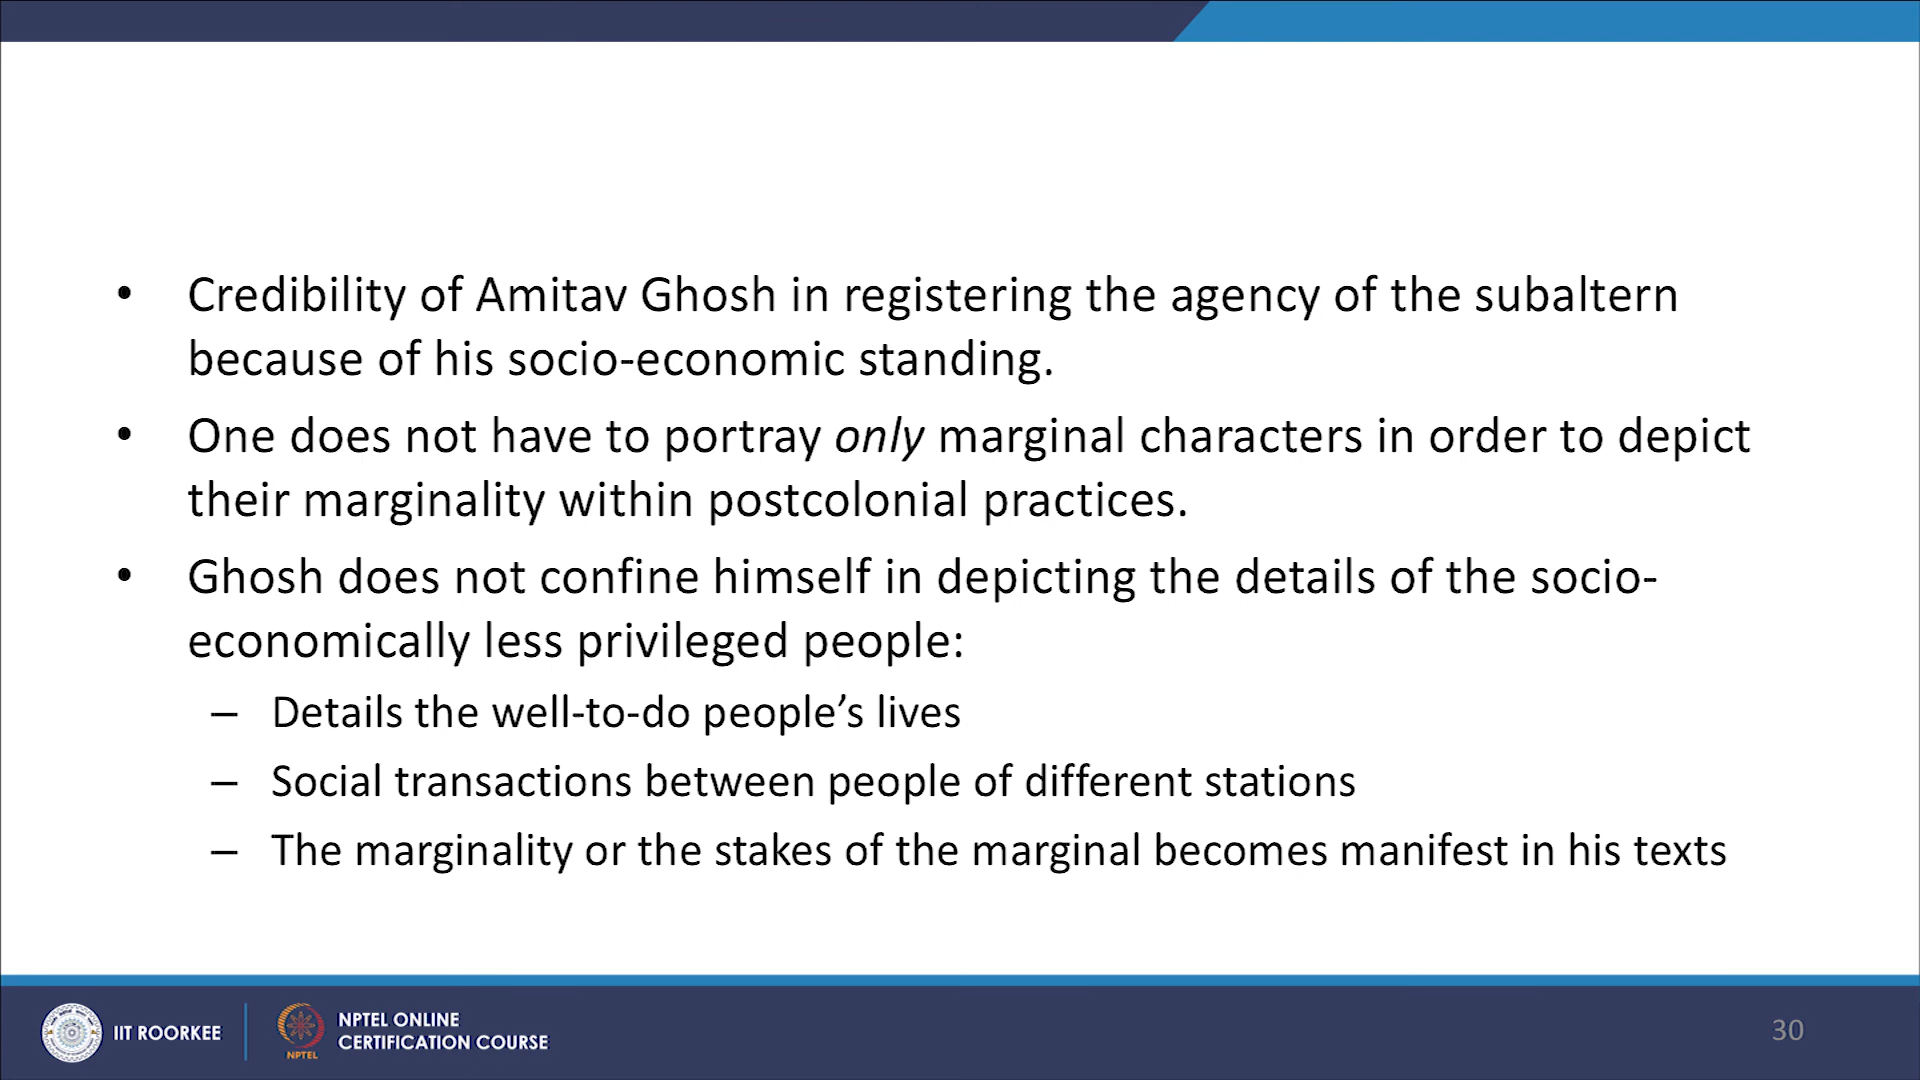 • Credibility of Amitav Ghosh in registering the agency of the subaltern
because of his socio-economic standing.
• One does not have to portray only marginal characters in order to depict
their marginality within postcolonial practices.
• Ghosh does not confine himself in depicting the details of the socio-
economically less privileged people:
– Details the well-to-do people’s lives
– Social transactions between people of different stations
– The marginality or the stakes of the marginal becomes manifest in his texts
IIT ROORKEE
NPTEL
NPTEL ONLINE
CERTIFICATION COURSE
30